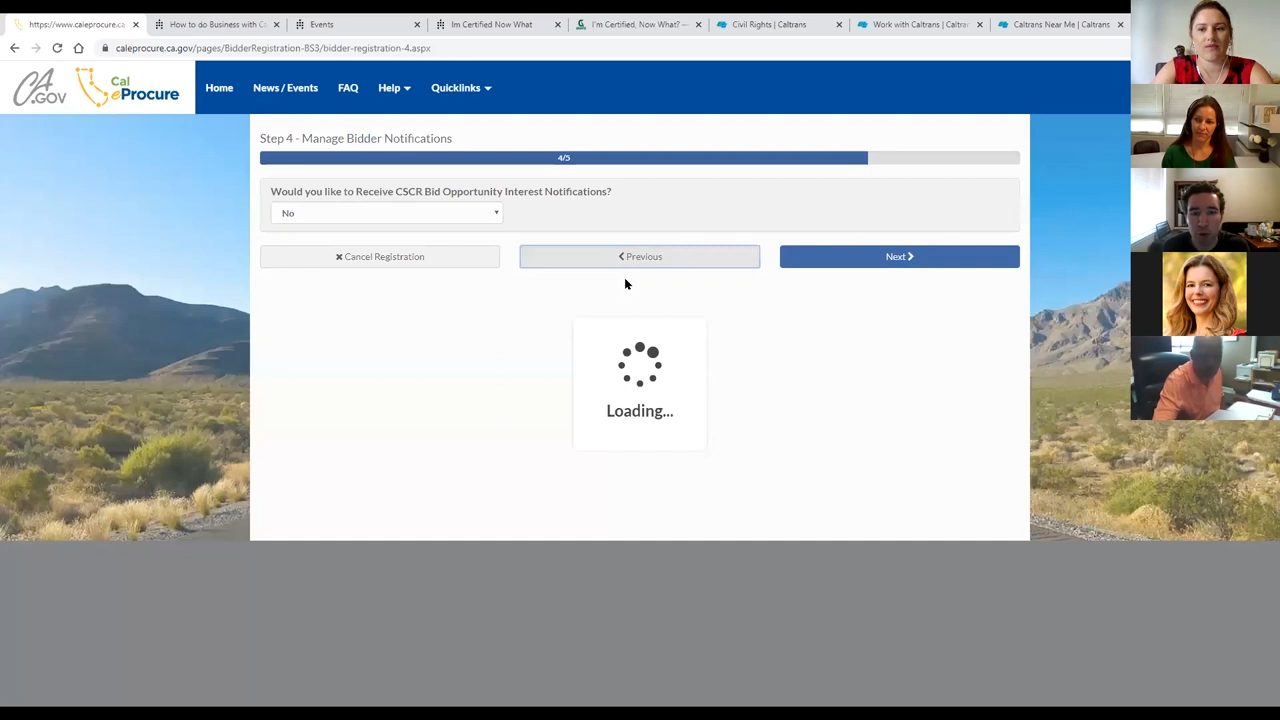 https://www.caleprocure.ca
How to do Business with Ca
Events
Im Certified Now What
I'm Certified, Now What? —
Civil Rights | Caltrans
Work with Caltrans | Caltran
Caltrans Near Me | Caltrans
caleprocure.ca.gov/pages/BidderRegistration-BS3/bidder-registration-4.aspx
CA.GOV
Cal eProcure
Home
News / Events
FAQ
Help
Quicklinks
Step 4 - Manage Bidder Notifications
4/5
Would you like to Receive CSCR Bid Opportunity Interest Notifications?
No
Cancel Registration
Previous
Next
Loading...